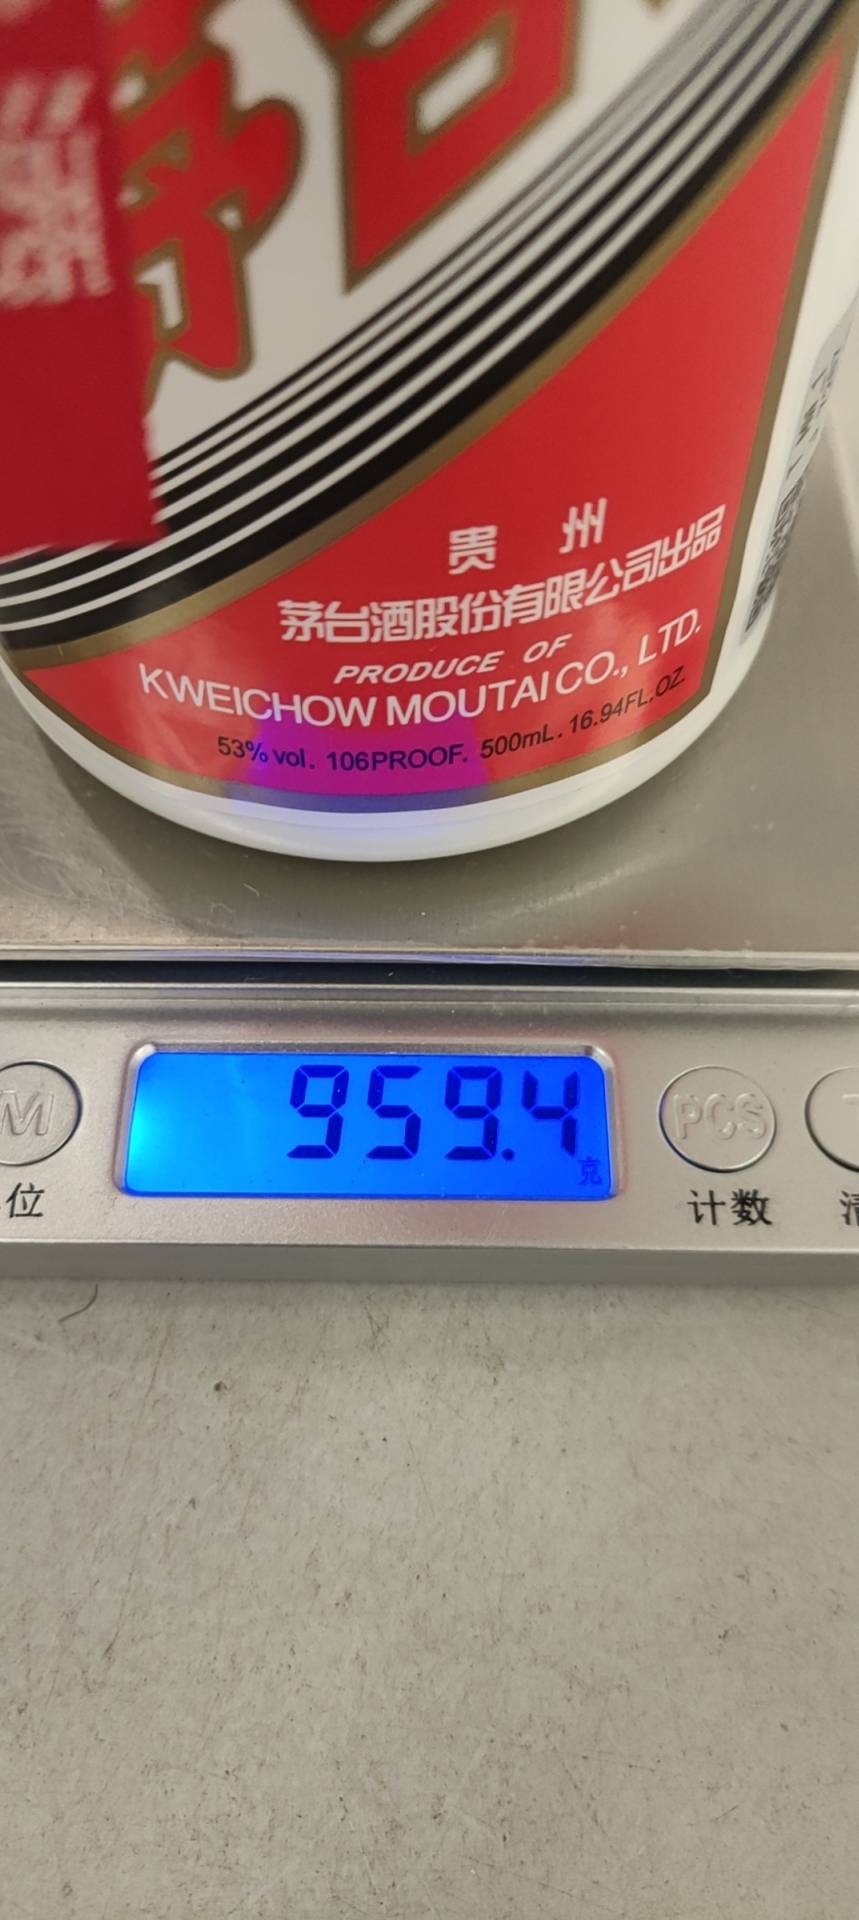 贵 州
茅台酒股份有限公司出品
PRODUCE OF
KWEICHOW MOUTAI CO., LTD.
53% vol. 106PROOF. 500mL. 16.94FL.OZ.
959.4
克
PCS
位
计数